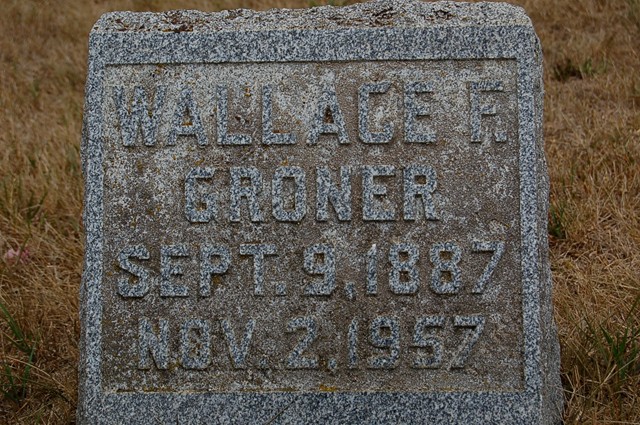 WALLACE F.
GRONER
SEPT. 9, 1887
NOV. 2, 1957